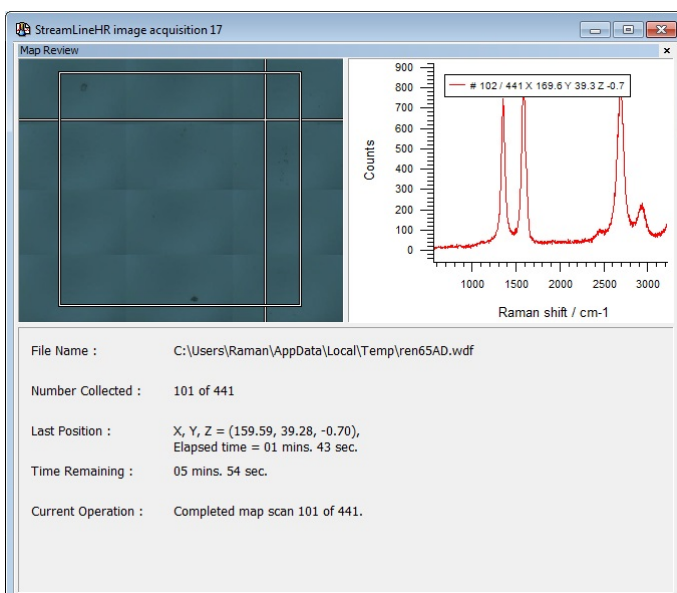 StreamLineHR image acquisition 17
Map Review
900
800
700
600
500
400
300
200
100
0
Counts
# 102 / 441 X 169.6 Y 39.3 Z -0.7
1000 1500 2000 2500 3000
Raman shift / cm-1
File Name : C:\Users\Raman\AppData\Local\Temp\ren65AD.wdf
Number Collected : 101 of 441
Last Position : X, Y, Z = (159.59, 39.28, -0.70),
Elapsed time = 01 mins. 43 sec.
Time Remaining : 05 mins. 54 sec.
Current Operation : Completed map scan 101 of 441.